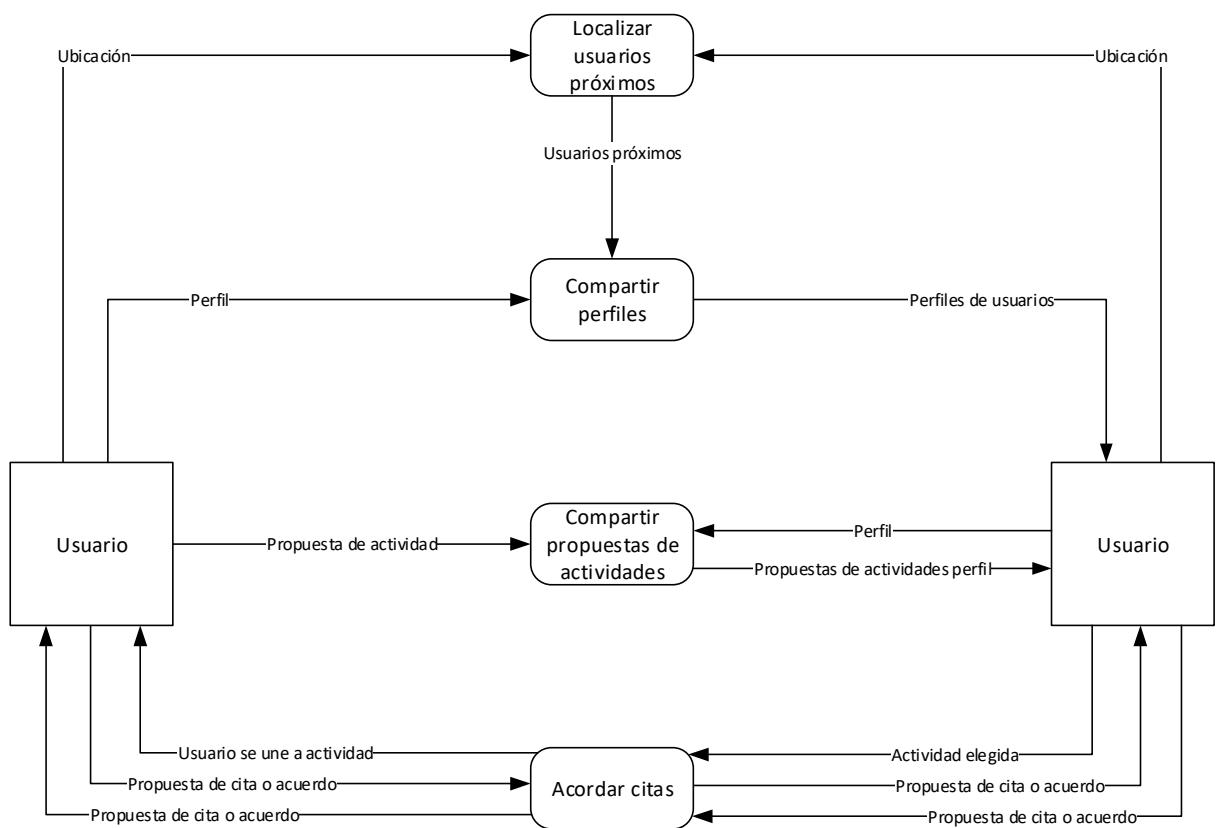 Localizar
usuarios
próximos
Ubicación
Ubicación
Usuarios próximos
Compartir
perfiles
Perfil
Perfiles de usuarios
Usuario
Propuesta de actividad
Compartir
propuestas de
actividades
Perfil
Propuestas de actividades perfil
Usuario
Usuario se une a actividad
Actividad elegida
Propuesta de cita o acuerdo
Acordar citas
Propuesta de cita o acuerdo
Propuesta de cita o acuerdo
Propuesta de cita o acuerdo